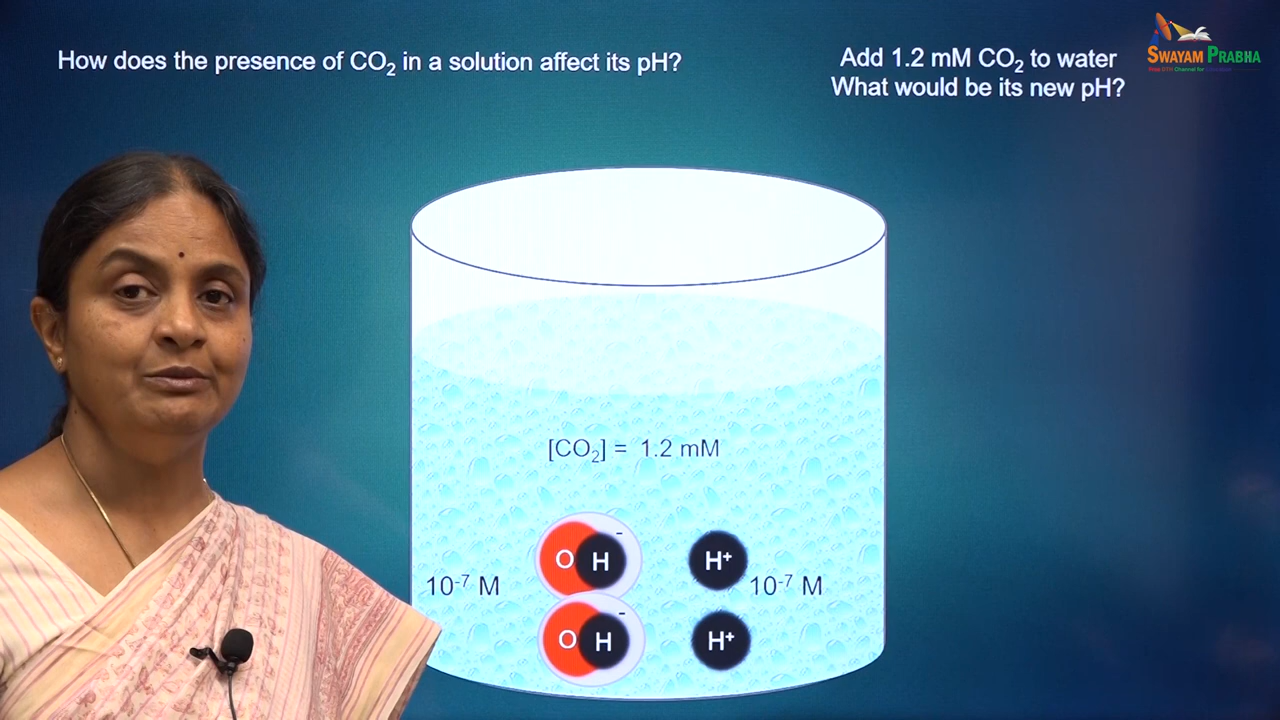 How does the presence of CO₂ in a solution affect its pH?
Add 1.2 mM CO₂ to water
What would be its new pH?
SWAYAM PRABHA
[CO₂] = 1.2 mM
O H -
H⁺
10⁻⁷ M
10⁻⁷ M
O H -
H⁺